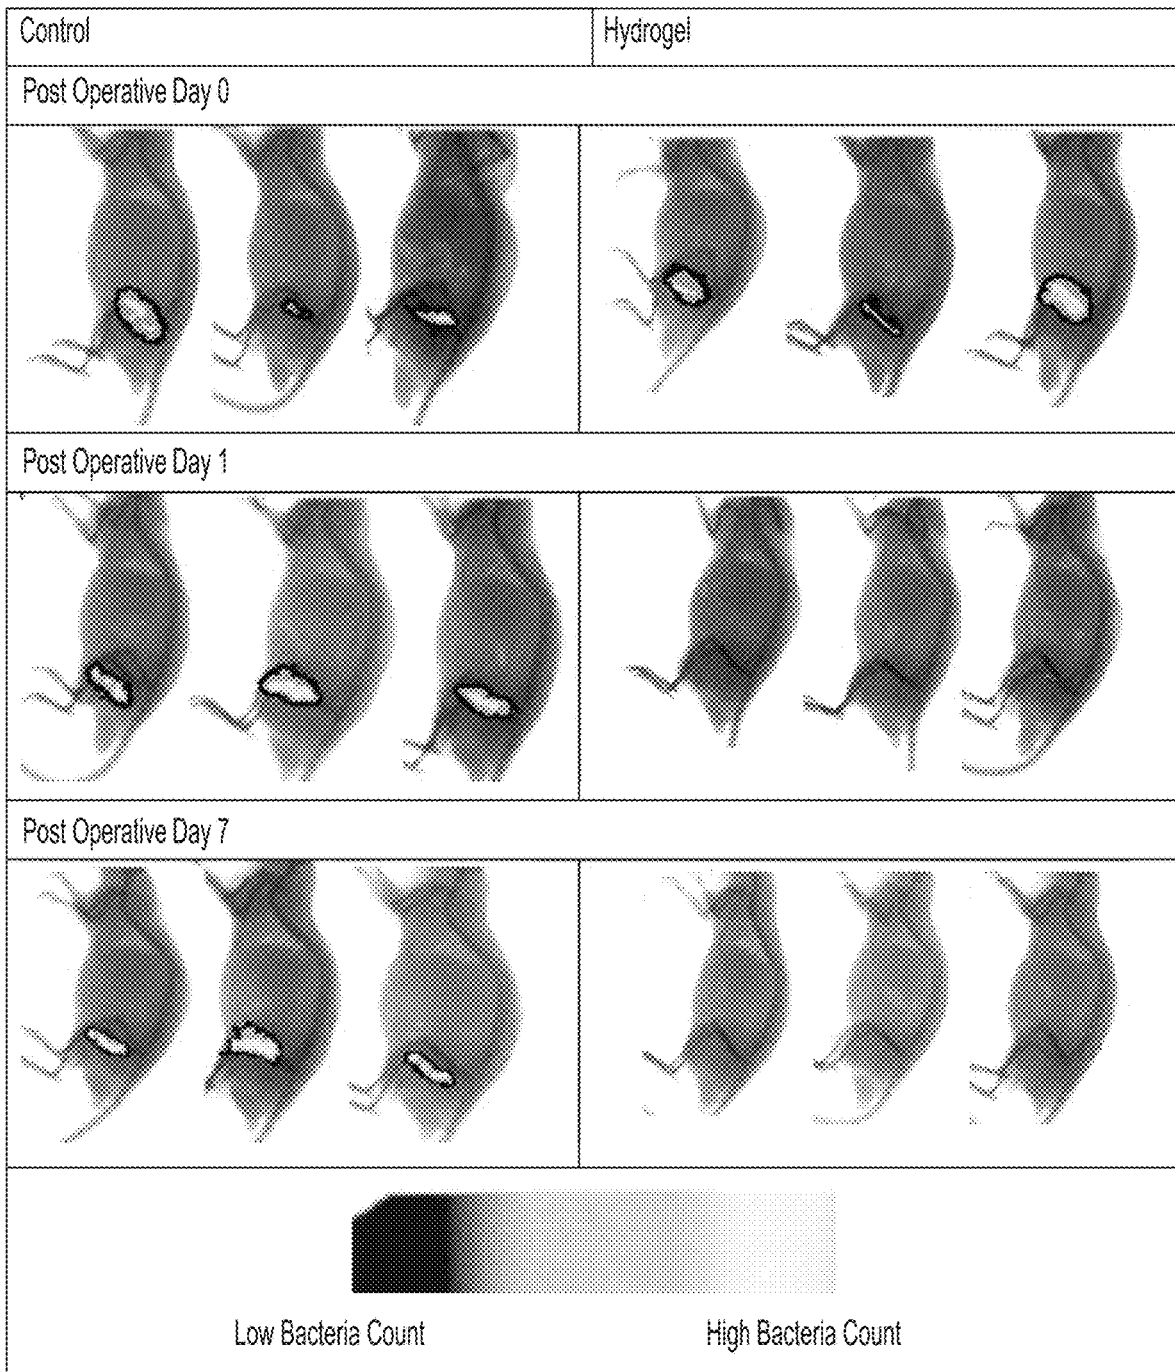 Control
Hydrogel
Post Operative Day 0
Post Operative Day 1
Post Operative Day 7
Low Bacteria Count
High Bacteria Count